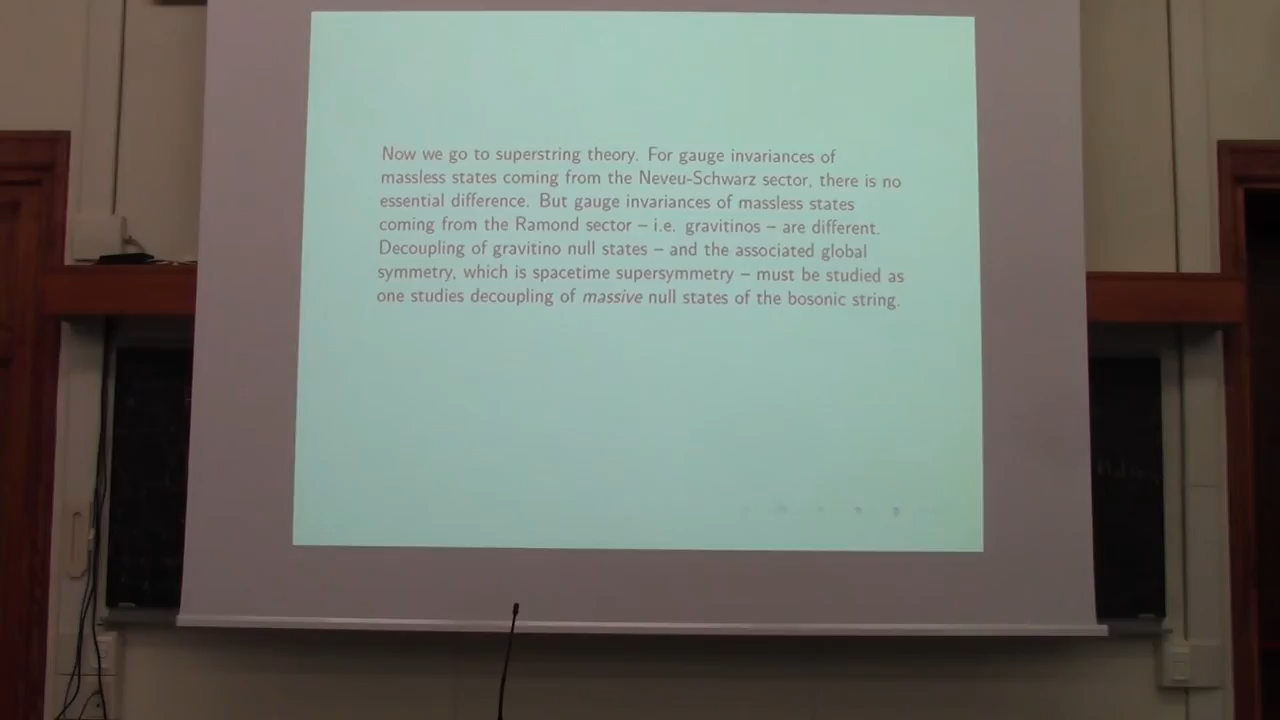 Now we go to superstring theory. For gauge invariances of
massless states coming from the Neveu-Schwarz sector, there is no
essential difference. But gauge invariances of massless states
coming from the Ramond sector – i.e. gravitinos – are different.
Decoupling of gravitino null states – and the associated global
symmetry, which is spacetime supersymmetry – must be studied as
one studies decoupling of massive null states of the bosonic string.